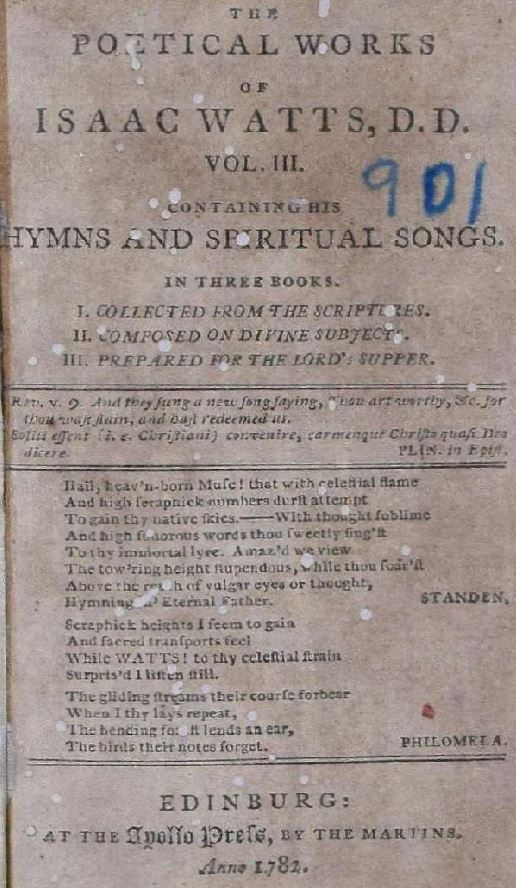 THE
POETICAL WORKS
OF
ISAAC WATTS, D.D.
VOL. III.
901
CONTAINING HIS
HYMNS AND SPIRITUAL SONGS.
IN THREE BOOKS.
I. COLLECTED FROM THE SCRIPTURES.
II. COMPOSED ON DIVINE SUBJECTS.
III. PREPARED FOR THE LORD's SUPPER.
Rev. v. 9. And they ſung a new ſong ſaying, Thou art worthy, &c. for
thou waſt ſlain, and haſt redeemed us.
Soliti eſſent (i. e. Chriſtiani) convenire, carmenque Chriſto quaſi Deo
dicere. PLIN. in Epiſt.
Hail, heav'n-born Muſe! that with celeſtial flame
And high ſeraphick numbers durſt attempt
To gain thy native ſkies.——With thought ſublime
And high ſonorous words thou ſweetly ſing'ſt
To thy immortal lyre. Amaz'd we view
The tow'ring height ſtupendous, while thou ſoar'ſt
Above the reach of vulgar eyes or thought,
Hymning Eternal Father. STANDEN,
Seraphick heights I ſeem to gain
And ſacred tranſports feel
While WATTS! to thy celeſtial ſtrain
Surpris'd I liſten ſtill.
The gliding ſtreams their courſe forbear
When I thy lays repeat,
The bending foreſt lends an ear,
The birds their notes forget. PHILOMELA.
EDINBURG:
AT THE Apollo Preſs, BY THE MARTINS.
Anno 1782.